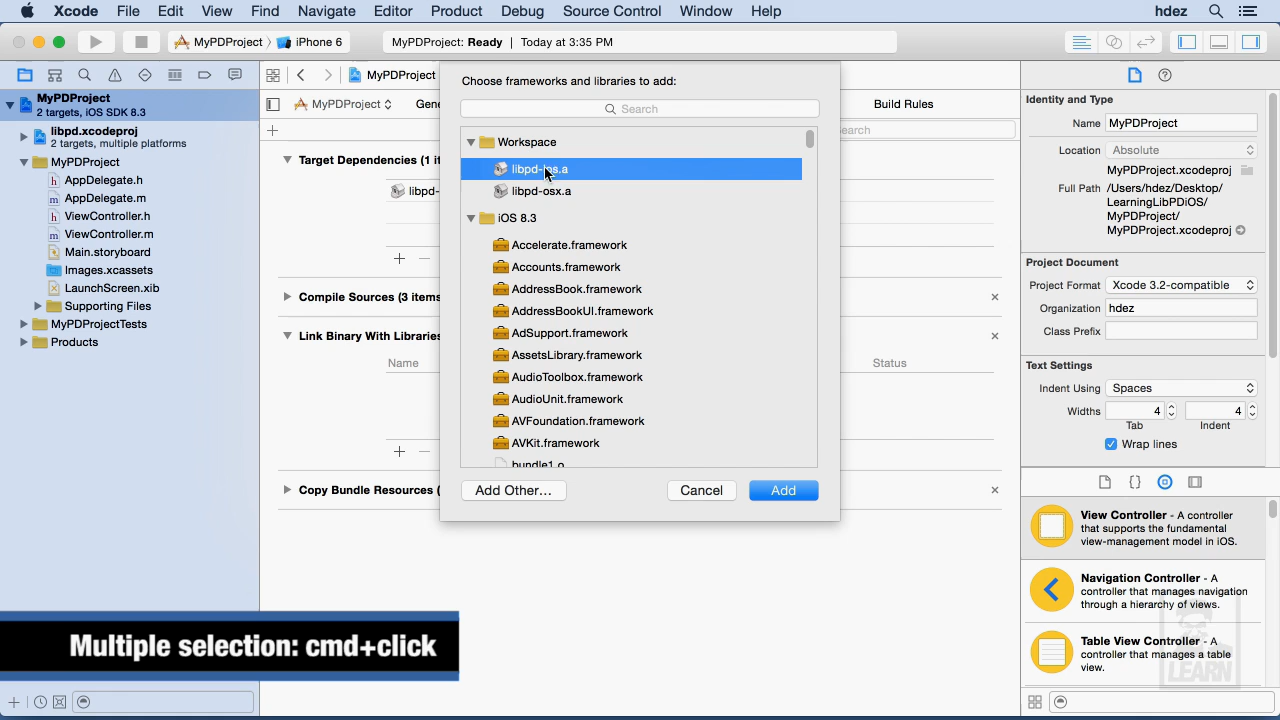 Xcode File Edit View Find Navigate Editor Product Debug Source Control Window Help hdez
MyPDProject iPhone 6
MyPDProject: Ready | Today at 3:35 PM
MyPDProject
2 targets, iOS SDK 8.3
libpd.xcodeproj
2 targets, multiple platforms
MyPDProject
AppDelegate.h
AppDelegate.m
ViewController.h
ViewController.m
Main.storyboard
Images.xcassets
LaunchScreen.xib
Supporting Files
MyPDProjectTests
Products
MyPDProject
MyPDProject
Build Rules
Target Dependencies (1
libpd-
Compile Sources (3 items
Link Binary With Libraries
Name
Status
Copy Bundle Resources (
Choose frameworks and libraries to add:
Search
Workspace
libpd-ios.a
libpd-osx.a
iOS 8.3
Accelerate.framework
Accounts.framework
AddressBook.framework
AddressBookUI.framework
AdSupport.framework
AssetsLibrary.framework
AudioToolbox.framework
AudioUnit.framework
AVFoundation.framework
AVKit.framework
bundle1.o
Add Other...
Cancel
Add
Identity and Type
Name MyPDProject
Location Absolute
MyPDProject.xcodeproj
Full Path /Users/hdez/Desktop/
LearningLibPDiOS/
MyPDProject/
MyPDProject.xcodeproj
Project Document
Project Format Xcode 3.2-compatible
Organization hdez
Class Prefix
Text Settings
Indent Using Spaces
Widths 4 4
Tab Indent
Wrap lines
View Controller - A controller
that supports the fundamental
view-management model in iOS.
Navigation Controller - A
controller that manages navigation
through a hierarchy of views.
Table View Controller - A
controller that manages a table
view.
LEARN
Multiple selection: cmd+click